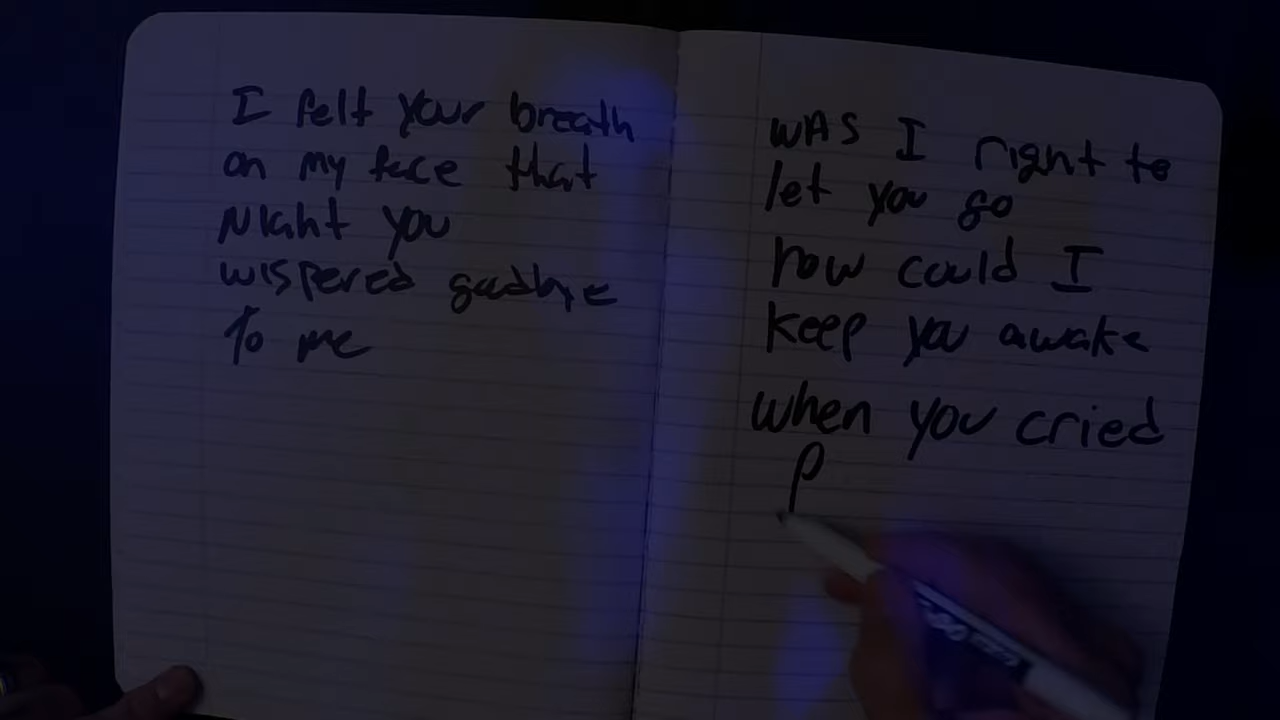 I felt your breath
on my face that
Night you
wispered goodbye
To me
WAS I right to
let you go
how could I
keep you awake
when you cried